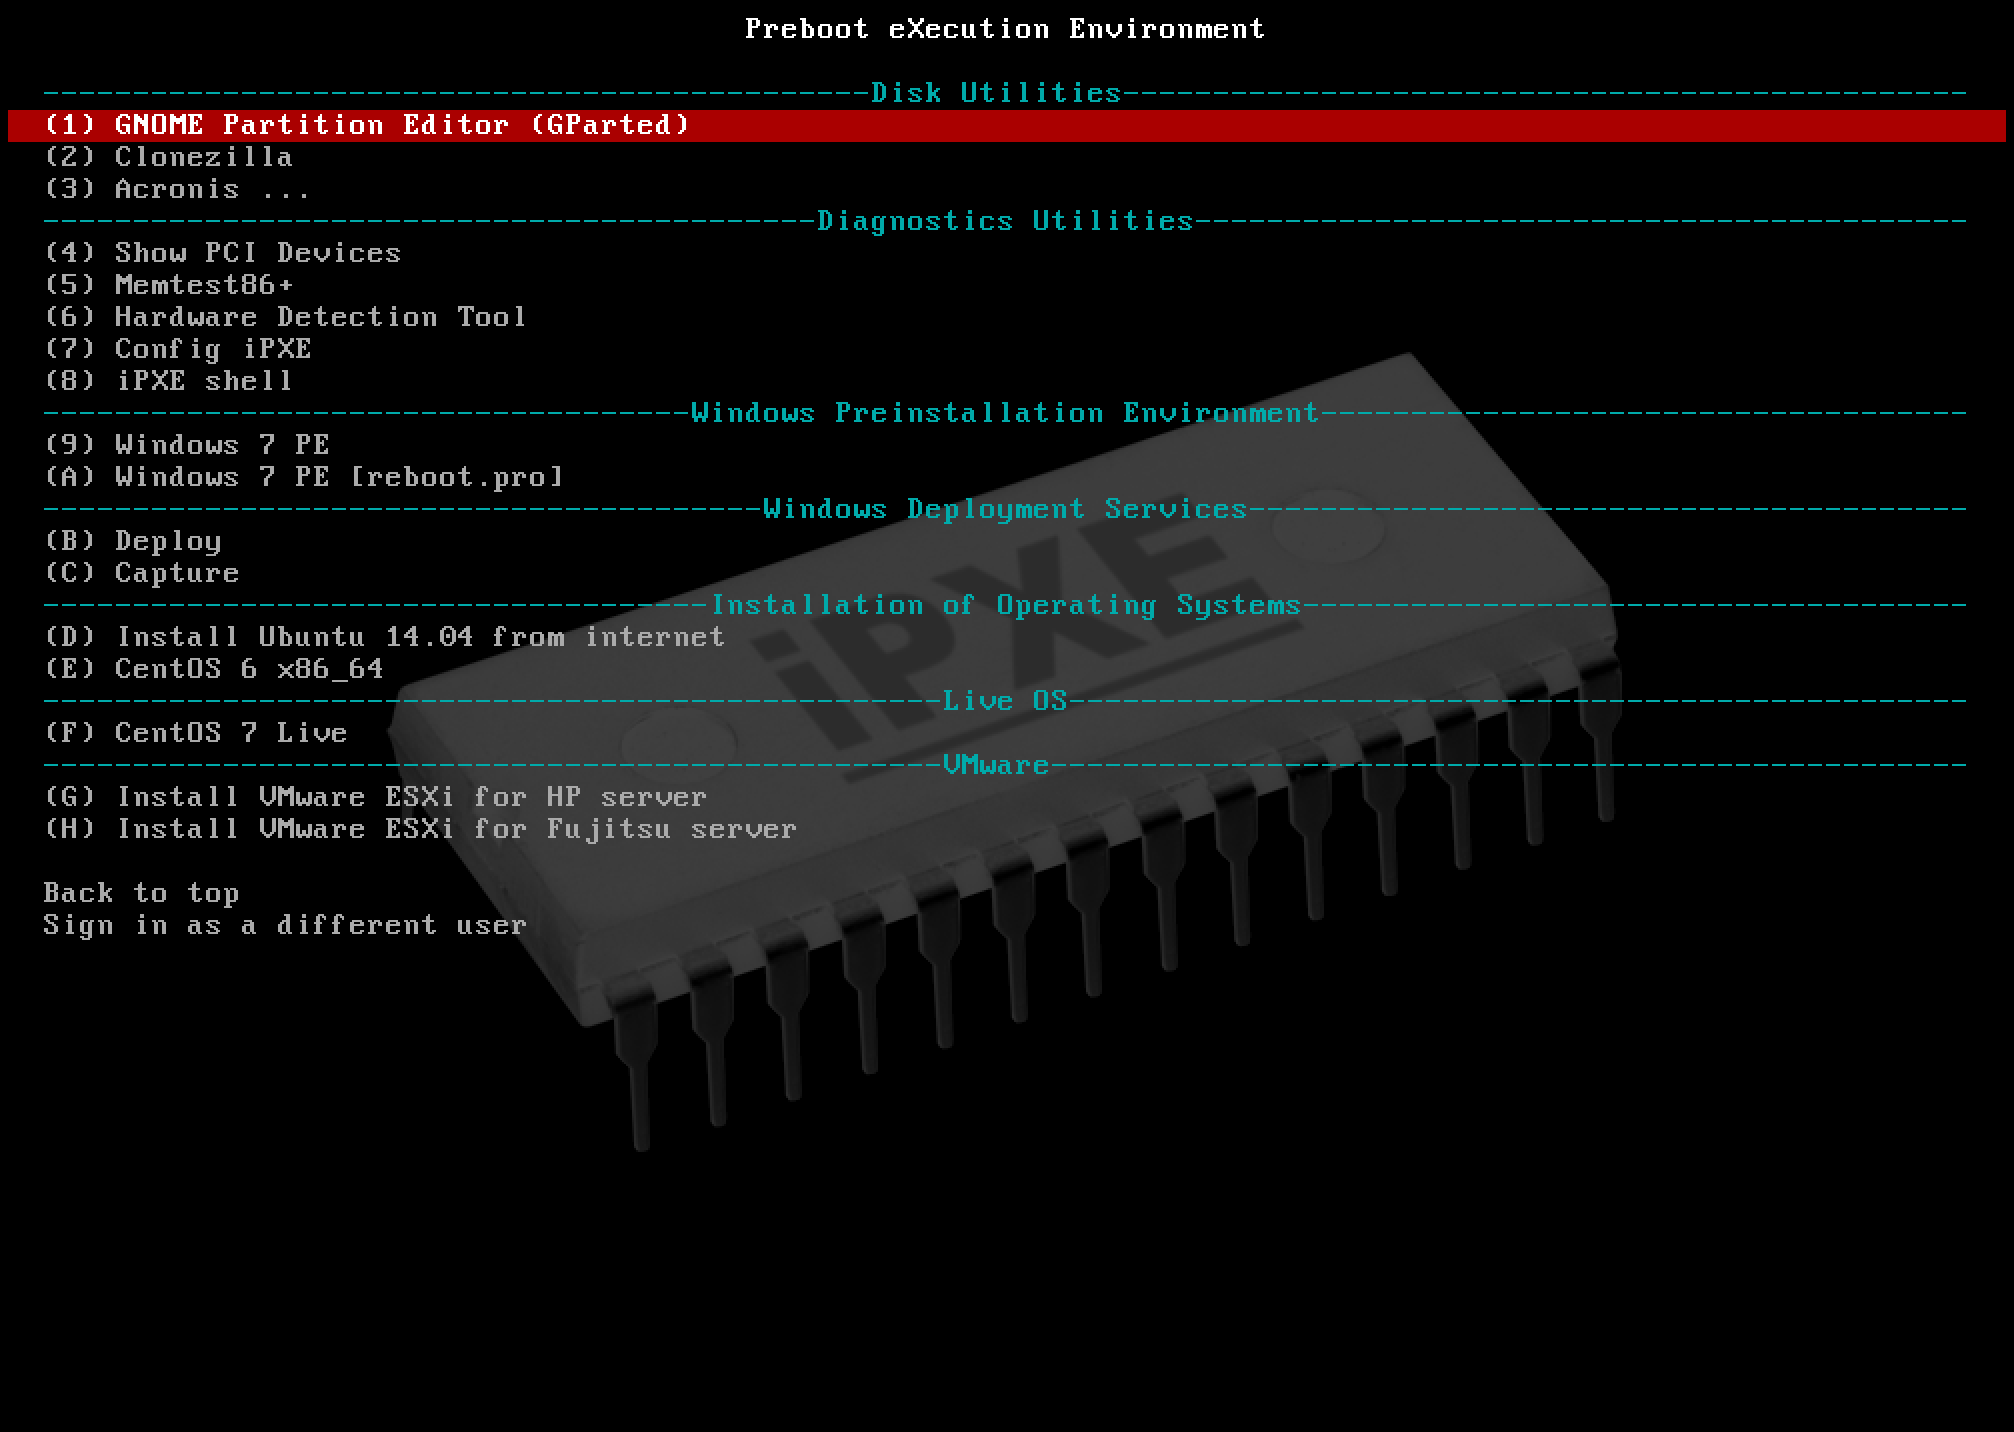 Preboot eXecution Environment
----------------------------------------------Disk Utilities-----------------------------------------------
(1) GNOME Partition Editor (GParted)
(2) Clonezilla
(3) Acronis ...
-------------------------------------------Diagnostics Utilities-------------------------------------------
(4) Show PCI Devices
(5) Memtest86+
(6) Hardware Detection Tool
(7) Config iPXE
(8) iPXE shell
------------------------------------Windows Preinstallation Environment------------------------------------
(9) Windows 7 PE
(A) Windows 7 PE [reboot.pro]
----------------------------------------Windows Deployment Services----------------------------------------
(B) Deploy
(C) Capture
-------------------------------------Installation of Operating Systems-------------------------------------
(D) Install Ubuntu 14.04 from internet
(E) CentOS 6 x86_64
--------------------------------------------------Live OS--------------------------------------------------
(F) CentOS 7 Live
--------------------------------------------------VMware---------------------------------------------------
(G) Install VMware ESXi for HP server
(H) Install VMware ESXi for Fujitsu server
Back to top
Sign in as a different user
iPXE